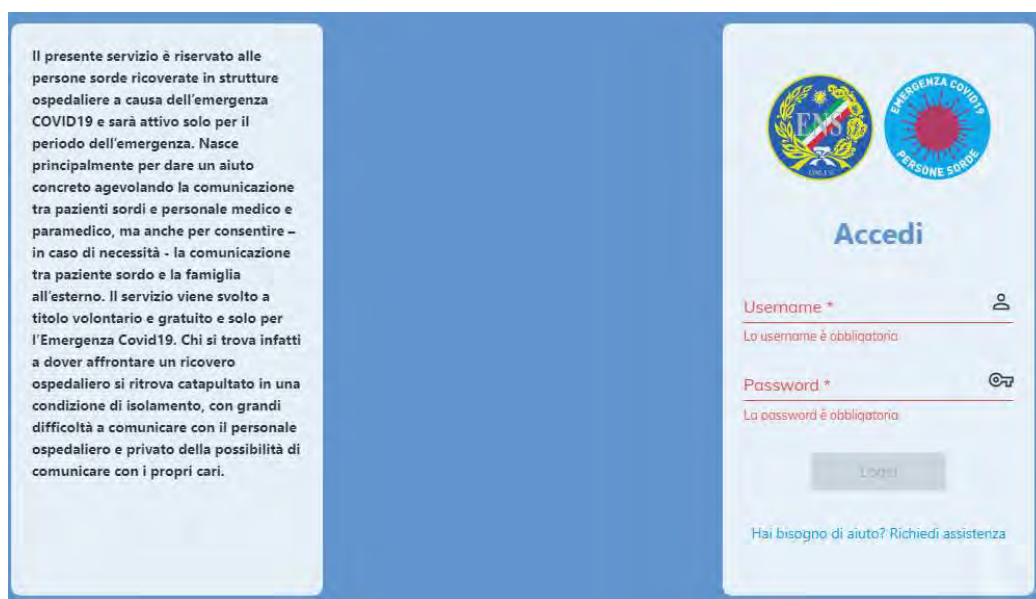 Il presente servizio è riservato alle
persone sorde ricoverate in strutture
ospedaliere a causa dell'emergenza
COVID19 e sarà attivo solo per il
periodo dell'emergenza. Nasce
principalmente per dare un aiuto
concreto agevolando la comunicazione
tra pazienti sordi e personale medico e
paramedico, ma anche per consentire –
in caso di necessità - la comunicazione
tra paziente sordo e la famiglia
all'esterno. Il servizio viene svolto a
titolo volontario e gratuito e solo per
l'Emergenza Covid19. Chi si trova infatti
a dover affrontare un ricovero
ospedaliero si ritrova catapultato in una
condizione di isolamento, con grandi
difficoltà a comunicare con il personale
ospedaliero e privato della possibilità di
comunicare con i propri cari.
ENS
EMERGENZA COVID19
PERSONE SORDE
Accedi
Username *
La username è obbligatoria
Password *
La password è obbligatoria
Login
Hai bisogno di aiuto? Richiedi assistenza